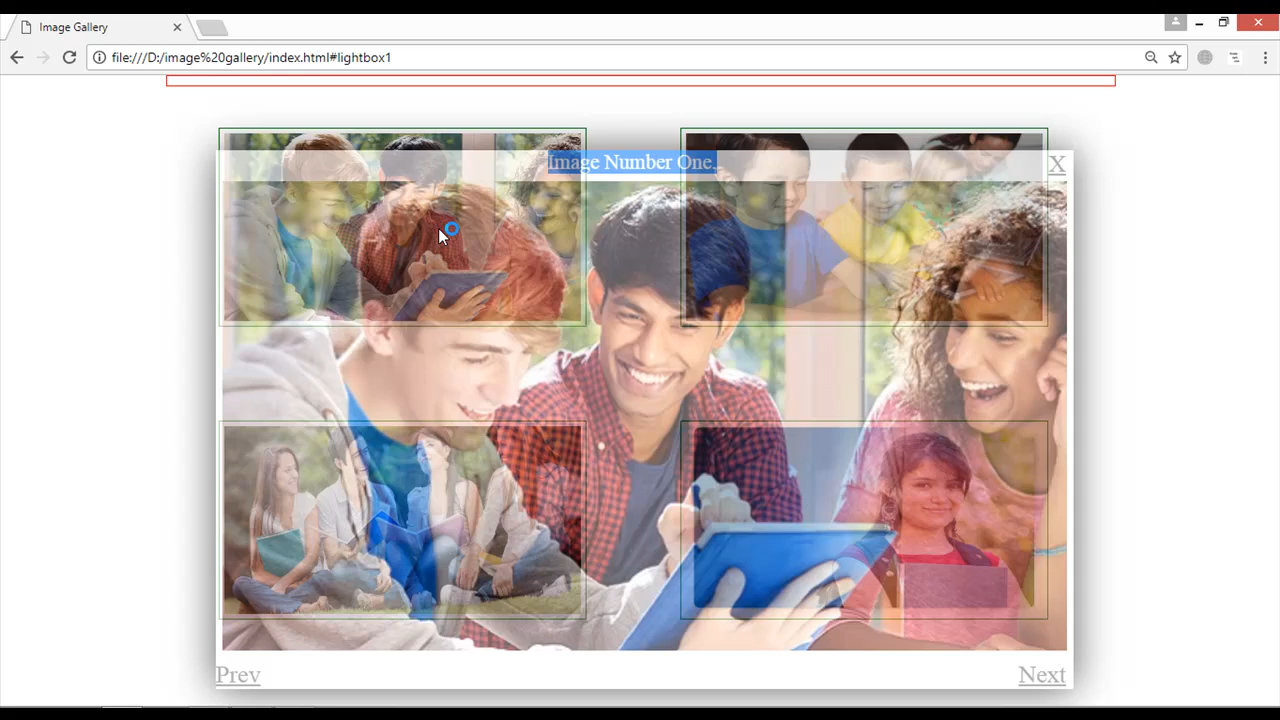 Image Gallery
file:///D:/image%20gallery/index.html#lightbox1
Image Number One.
X
Prev
Next